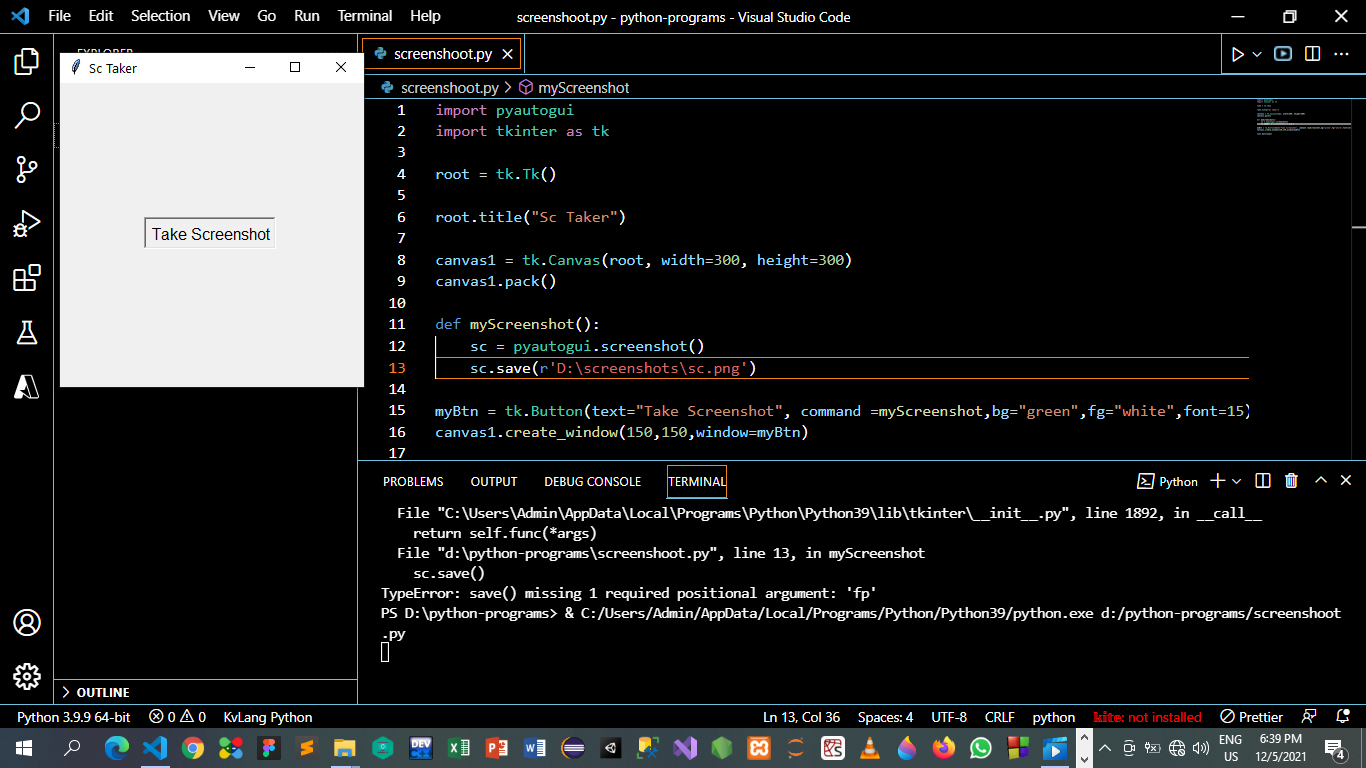 File Edit Selection View Go Run Terminal Help screenshoot.py - python-programs - Visual Studio Code
Sc Taker
Take Screenshot
screenshoot.py
screenshoot.py > myScreenshot
1 import pyautogui
2 import tkinter as tk
3
4 root = tk.Tk()
5
6 root.title("Sc Taker")
7
8 canvas1 = tk.Canvas(root, width=300, height=300)
9 canvas1.pack()
10
11 def myScreenshot():
12 sc = pyautogui.screenshot()
13 sc.save(r'D:\screenshots\sc.png')
14
15 myBtn = tk.Button(text="Take Screenshot", command =myScreenshot,bg="green",fg="white",font=15)
16 canvas1.create_window(150,150,window=myBtn)
17
PROBLEMS OUTPUT DEBUG CONSOLE TERMINAL Python
File "C:\Users\Admin\AppData\Local\Programs\Python\Python39\lib\tkinter\__init__.py", line 1892, in __call__
return self.func(*args)
File "d:\python-programs\screenshoot.py", line 13, in myScreenshot
sc.save()
TypeError: save() missing 1 required positional argument: 'fp'
PS D:\python-programs> & C:/Users/Admin/AppData/Local/Programs/Python/Python39/python.exe d:/python-programs/screenshoot
.py
OUTLINE
Python 3.9.9 64-bit 0 0 KvLang Python Ln 13, Col 36 Spaces: 4 UTF-8 CRLF python kite: not installed Prettier
DEV
ENG
US
6:39 PM
12/5/2021
4